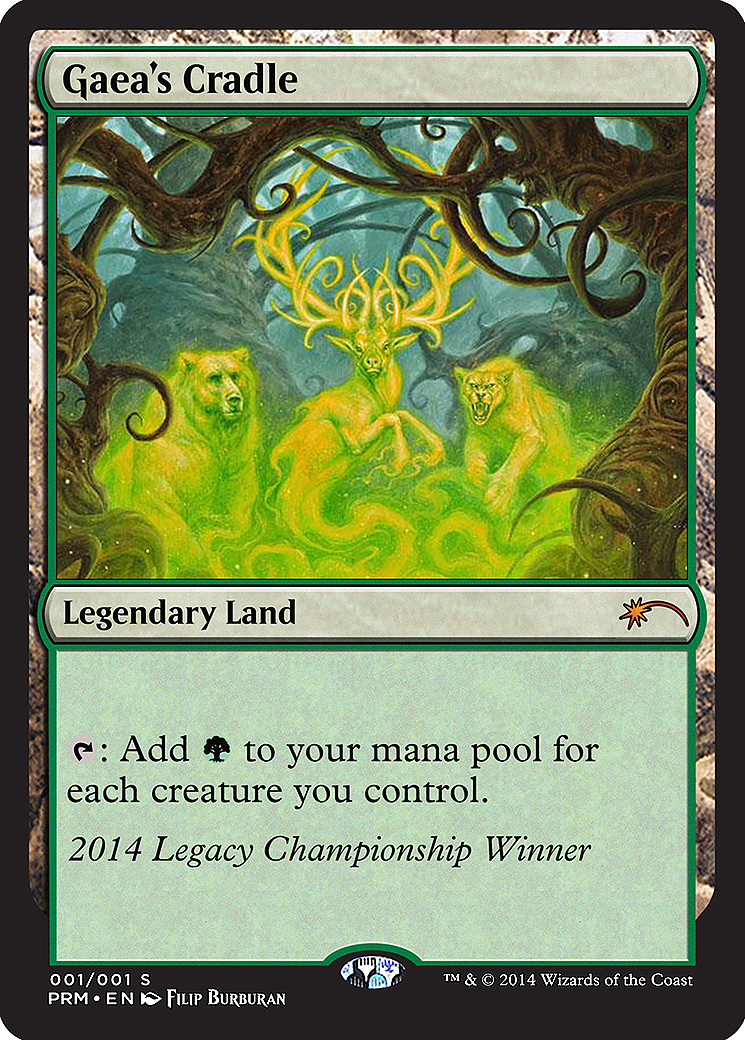 Gaea's Cradle
Legendary Land
: Add to your mana pool for
each creature you control.
2014 Legacy Championship Winner
001/001 S
PRM • EN Filip Burburan
™ & © 2014 Wizards of the Coast